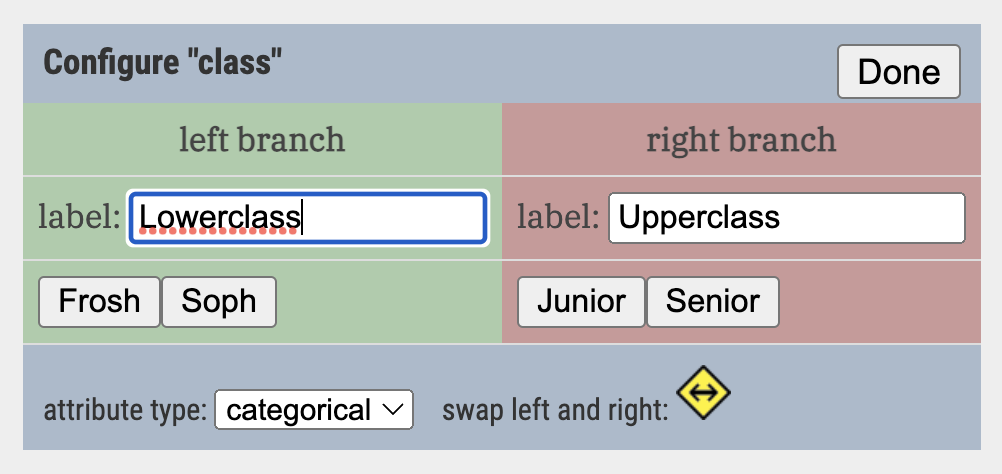 Configure "class"
Done
left branch
right branch
label: Lowerclass
label: Upperclass
Frosh Soph
Junior Senior
attribute type: categorical swap left and right: